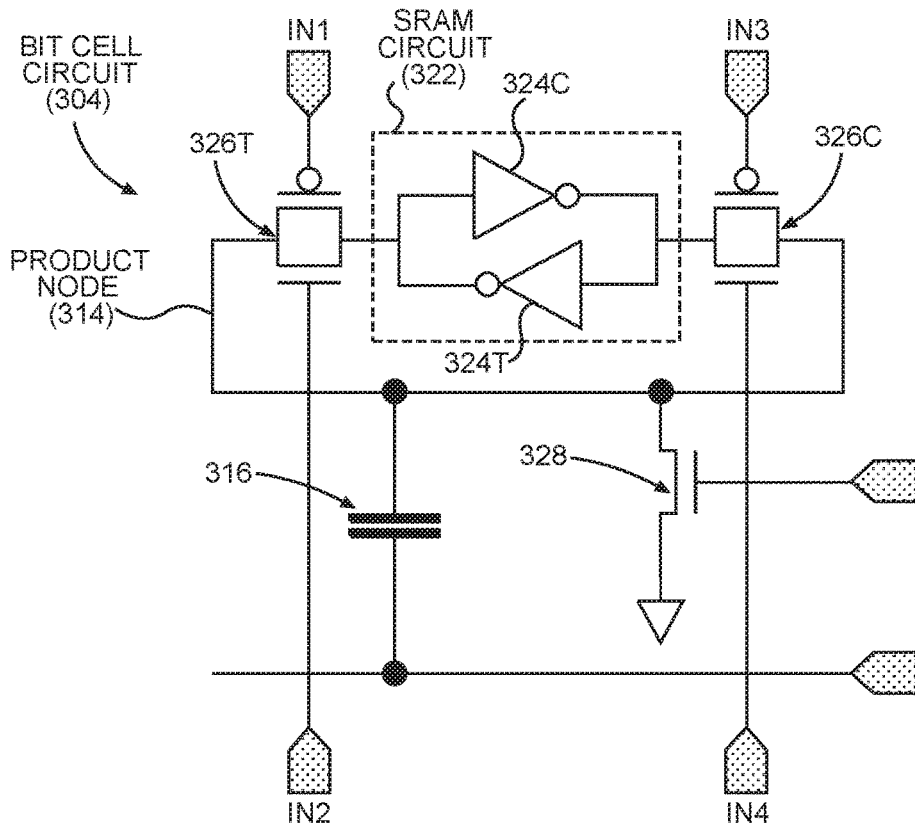 BIT CELL
CIRCUIT
(304)
IN1
SRAM
CIRCUIT
(322)
324C
IN3
326T
326C
PRODUCT
NODE
(314)
324T
316
328
IN2
IN4